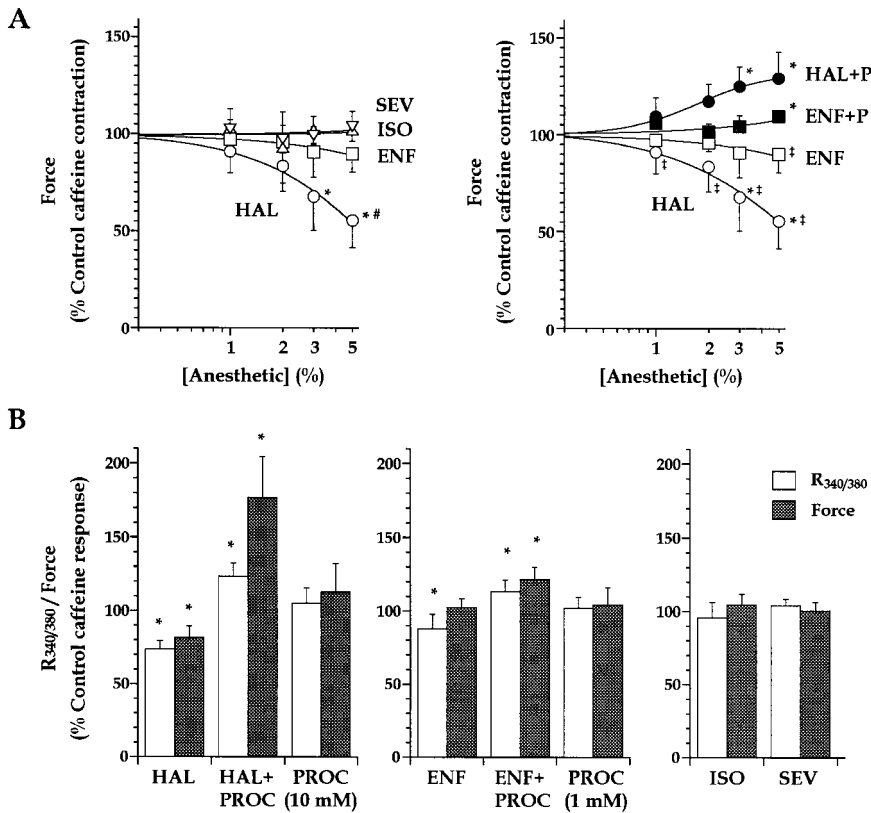 A
Force
(% Control caffeine contraction)
150
100
50
0
SEV
ISO
ENF
HAL
*
* #
1 2 3 5
[Anesthetic] (%)
Force
(% Control caffeine contraction)
150
100
50
0
*
* HAL+P
* ENF+P
‡ ENF
HAL
‡
‡
*‡
*‡
1 2 3 5
[Anesthetic] (%)
B
R340/380 / Force
(% Control caffeine response)
200
150
100
50
0
* *
* *
HAL HAL+ PROC
PROC (10 mM)
200
150
100
50
0
*
* *
ENF ENF+ PROC
PROC (1 mM)
200
150
100
50
0
R340/380
Force
ISO SEV